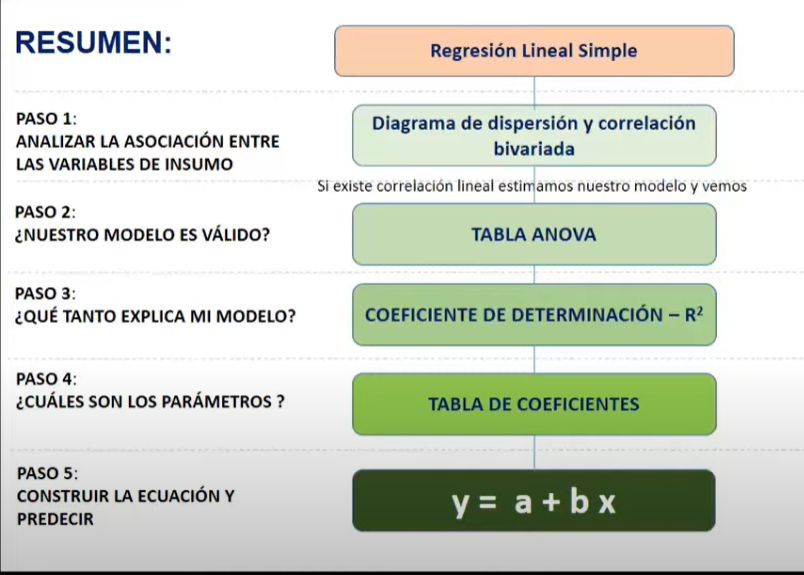 RESUMEN:
Regresión Lineal Simple
PASO 1:
ANALIZAR LA ASOCIACIÓN ENTRE
LAS VARIABLES DE INSUMO
Diagrama de dispersión y correlación
bivariada
Si existe correlación lineal estimamos nuestro modelo y vemos
PASO 2:
¿NUESTRO MODELO ES VÁLIDO?
TABLA ANOVA
PASO 3:
¿QUÉ TANTO EXPLICA MI MODELO?
COEFICIENTE DE DETERMINACIÓN – R²
PASO 4:
¿CUÁLES SON LOS PARÁMETROS ?
TABLA DE COEFICIENTES
PASO 5:
CONSTRUIR LA ECUACIÓN Y
PREDECIR
y = a + b x